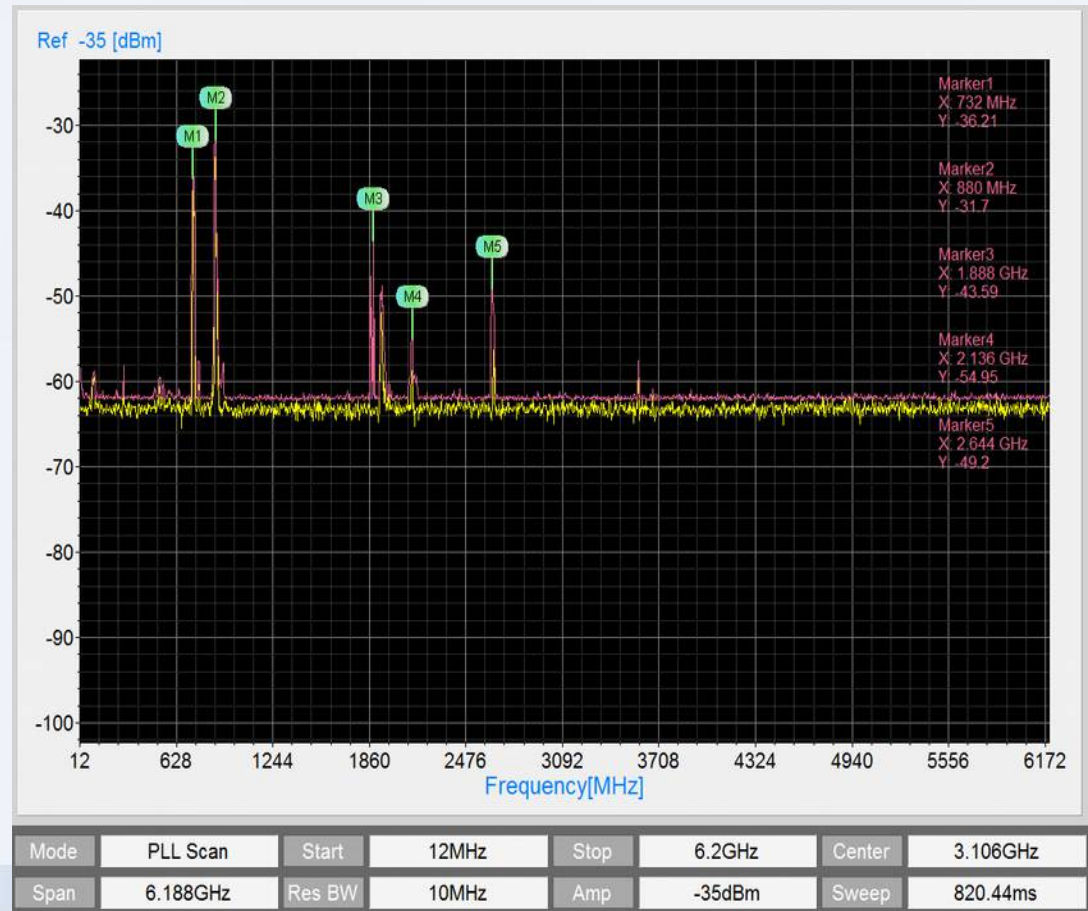 Ref -35 [dBm]
M2
M1
M3
M5
M4
Marker1
X: 732 MHz
Y: -36.21
Marker2
X: 880 MHz
Y: -31.7
Marker3
X: 1.888 GHz
Y: -43.59
Marker4
X: 2.136 GHz
Y: -54.95
Marker5
X: 2.644 GHz
Y: -49.2
-30
-40
-50
-60
-70
-80
-90
-100
12 628 1244 1860 2476 3092 3708 4324 4940 5556 6172
Frequency[MHz]
Mode PLL Scan Start 12MHz Stop 6.2GHz Center 3.106GHz
Span 6.188GHz Res BW 10MHz Amp -35dBm Sweep 820.44ms